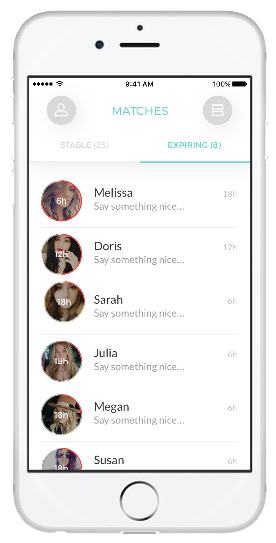 9:41 AM 100%
MATCHES
STABLE (25) EXPIRING (8)
6h Melissa 18h
Say something nice...
12h Doris 12h
Say something nice...
18h Sarah 6h
Say something nice...
18h Julia 6h
Say something nice...
18h Megan 6h
Say something nice...
18h Susan 6h